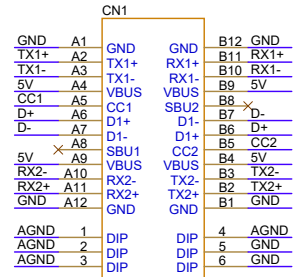 CN1
GND A1 GND GND B12 GND
TX1+ A2 TX1+ RX1+ B11 RX1+
TX1- A3 TX1- RX1- B10 RX1-
5V A4 VBUS VBUS B9 5V
CC1 A5 CC1 SBU2 B8
D+ A6 D1+ D1- B7 D-
D- A7 D1- D1+ B6 D+
A8 SBU1 CC2 B5 CC2
5V A9 VBUS VBUS B4 5V
RX2- A10 RX2- TX2- B3 TX2-
RX2+ A11 RX2+ TX2+ B2 TX2+
GND A12 GND GND B1 GND
AGND 1 DIP DIP 4 AGND
AGND 2 DIP DIP 5 GND
AGND 3 DIP DIP 6 GND